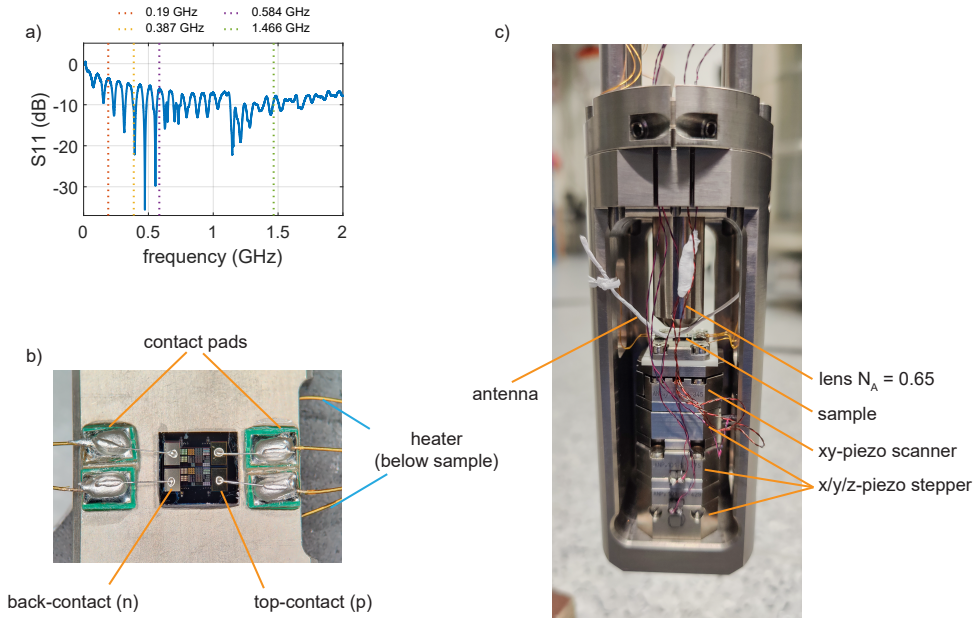 a)
0.19 GHz
0.387 GHz
0.584 GHz
1.466 GHz
S11 (dB)
0
-10
-20
-30
0
0.5
1
1.5
2
frequency (GHz)
b)
contact pads
heater
(below sample)
back-contact (n)
top-contact (p)
c)
antenna
lens N_A = 0.65
sample
xy-piezo scanner
x/y/z-piezo stepper